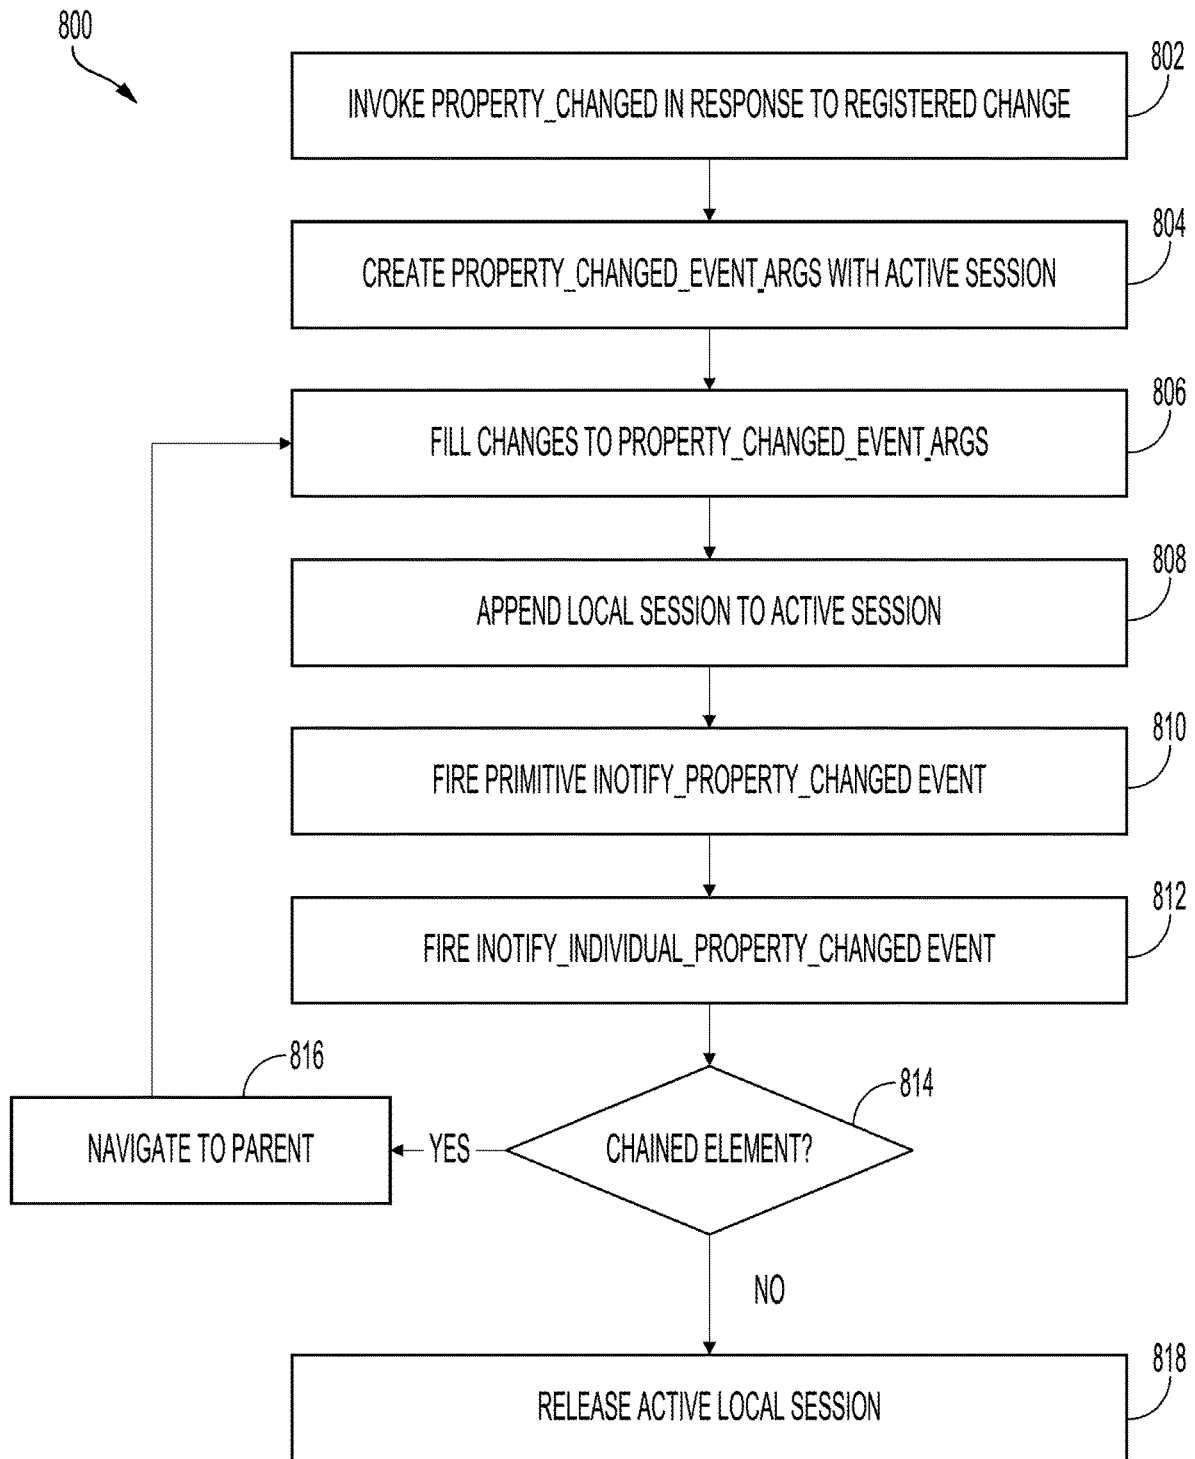 800
802
INVOKE PROPERTY_CHANGED IN RESPONSE TO REGISTERED CHANGE
804
CREATE PROPERTY_CHANGED_EVENT_ARGS WITH ACTIVE SESSION
806
FILL CHANGES TO PROPERTY_CHANGED_EVENT_ARGS
808
APPEND LOCAL SESSION TO ACTIVE SESSION
810
FIRE PRIMITIVE INOTIFY_PROPERTY_CHANGED EVENT
812
FIRE INOTIFY_INDIVIDUAL_PROPERTY_CHANGED EVENT
816
814
NAVIGATE TO PARENT
YES
CHAINED ELEMENT?
NO
818
RELEASE ACTIVE LOCAL SESSION